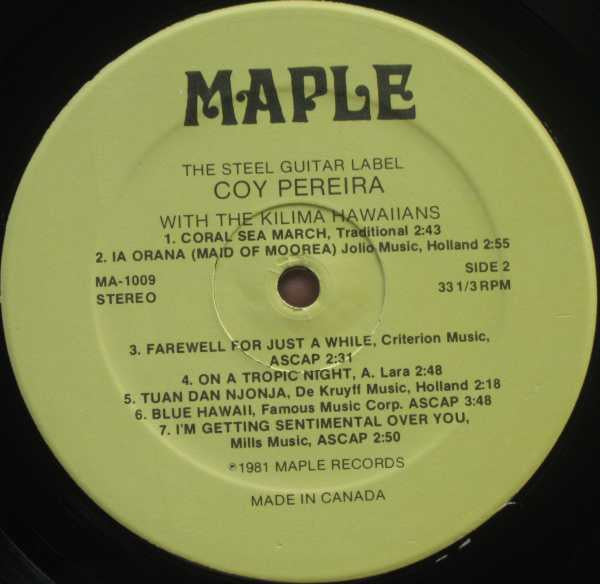 MAPLE
THE STEEL GUITAR LABEL
COY PEREIRA
WITH THE KILIMA HAWAIIANS
1. CORAL SEA MARCH, Traditional 2:43
2. IA ORANA (MAID OF MOOREA) Jolio Music, Holland 2:55
MA-1009
STEREO
SIDE 2
33 1/3 RPM
3. FAREWELL FOR JUST A WHILE, Criterion Music,
ASCAP 2:31
4. ON A TROPIC NIGHT, A. Lara 2:48
5. TUAN DAN NJONJA, De Kruyff Music, Holland 2:18
6. BLUE HAWAII, Famous Music Corp. ASCAP 3:48
7. I'M GETTING SENTIMENTAL OVER YOU,
Mills Music, ASCAP 2:50
℗1981 MAPLE RECORDS
MADE IN CANADA